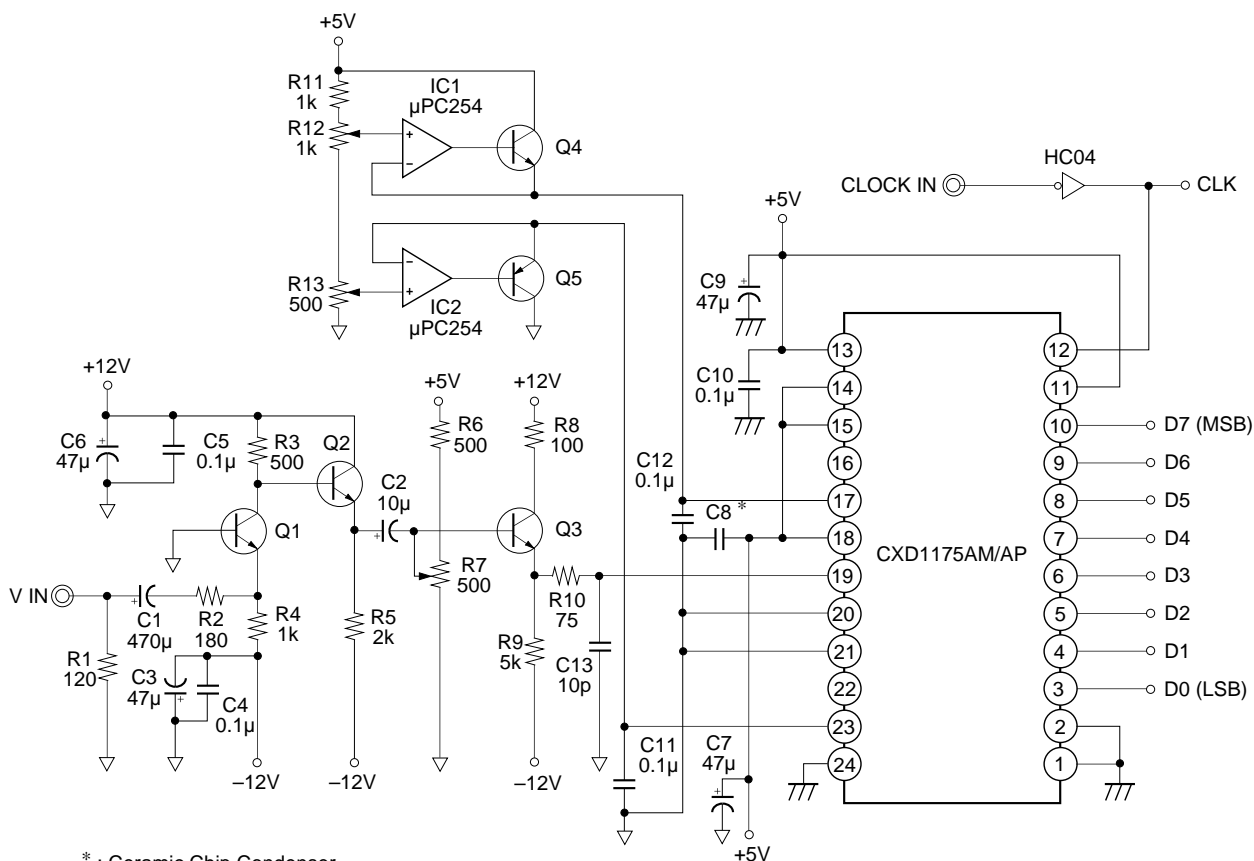 +5V
R11
1k
R12
1k
IC1
µPC254
+
−
Q4
−
+
IC2
µPC254
Q5
R13
500
HC04
CLOCK IN
CLK
+5V
C9
+
47µ
C10
0.1µ
+12V
C6
+
47µ
C5
0.1µ
R3
500
Q2
C2
10µ
+
+5V
R6
500
+12V
R8
100
Q1
R7
500
Q3
V IN
+
C1
470µ
R2
180
R4
1k
R1
120
C3
47µ
+
C4
0.1µ
R5
2k
R9
5k
R10
75
C13
10p
–12V
–12V
–12V
C12
0.1µ
C8 *
C11
0.1µ
C7
47µ
+
+5V
CXD1175AM/AP
13
14
15
16
17
18
19
20
21
22
23
24
12
11
10 D7 (MSB)
9 D6
8 D5
7 D4
6 D3
5 D2
4 D1
3 D0 (LSB)
2
1
* : Ceramic Chip Condenser